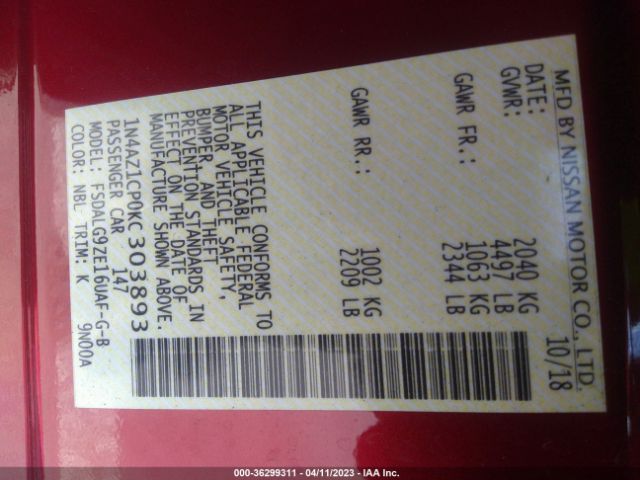 MFD BY NISSAN MOTOR CO., LTD.
DATE: 10/18
GVWR: 2040 KG
4497 LB
GAWR FR.: 1063 KG
2344 LB
GAWR RR.: 1002 KG
2209 LB
THIS VEHICLE CONFORMS TO
ALL APPLICABLE FEDERAL
MOTOR VEHICLE SAFETY,
BUMPER, AND THEFT
PREVENTION STANDARDS IN
EFFECT ON THE DATE OF
MANUFACTURE SHOWN ABOVE.
1N4AZ1CP0KC303893
PASSENGER CAR 147
MODEL: FSDALG9ZE16UAF-G-B
COLOR: NBL TRIM: K 9N00A
000-36299311 - 04/11/2023 - IAA Inc.